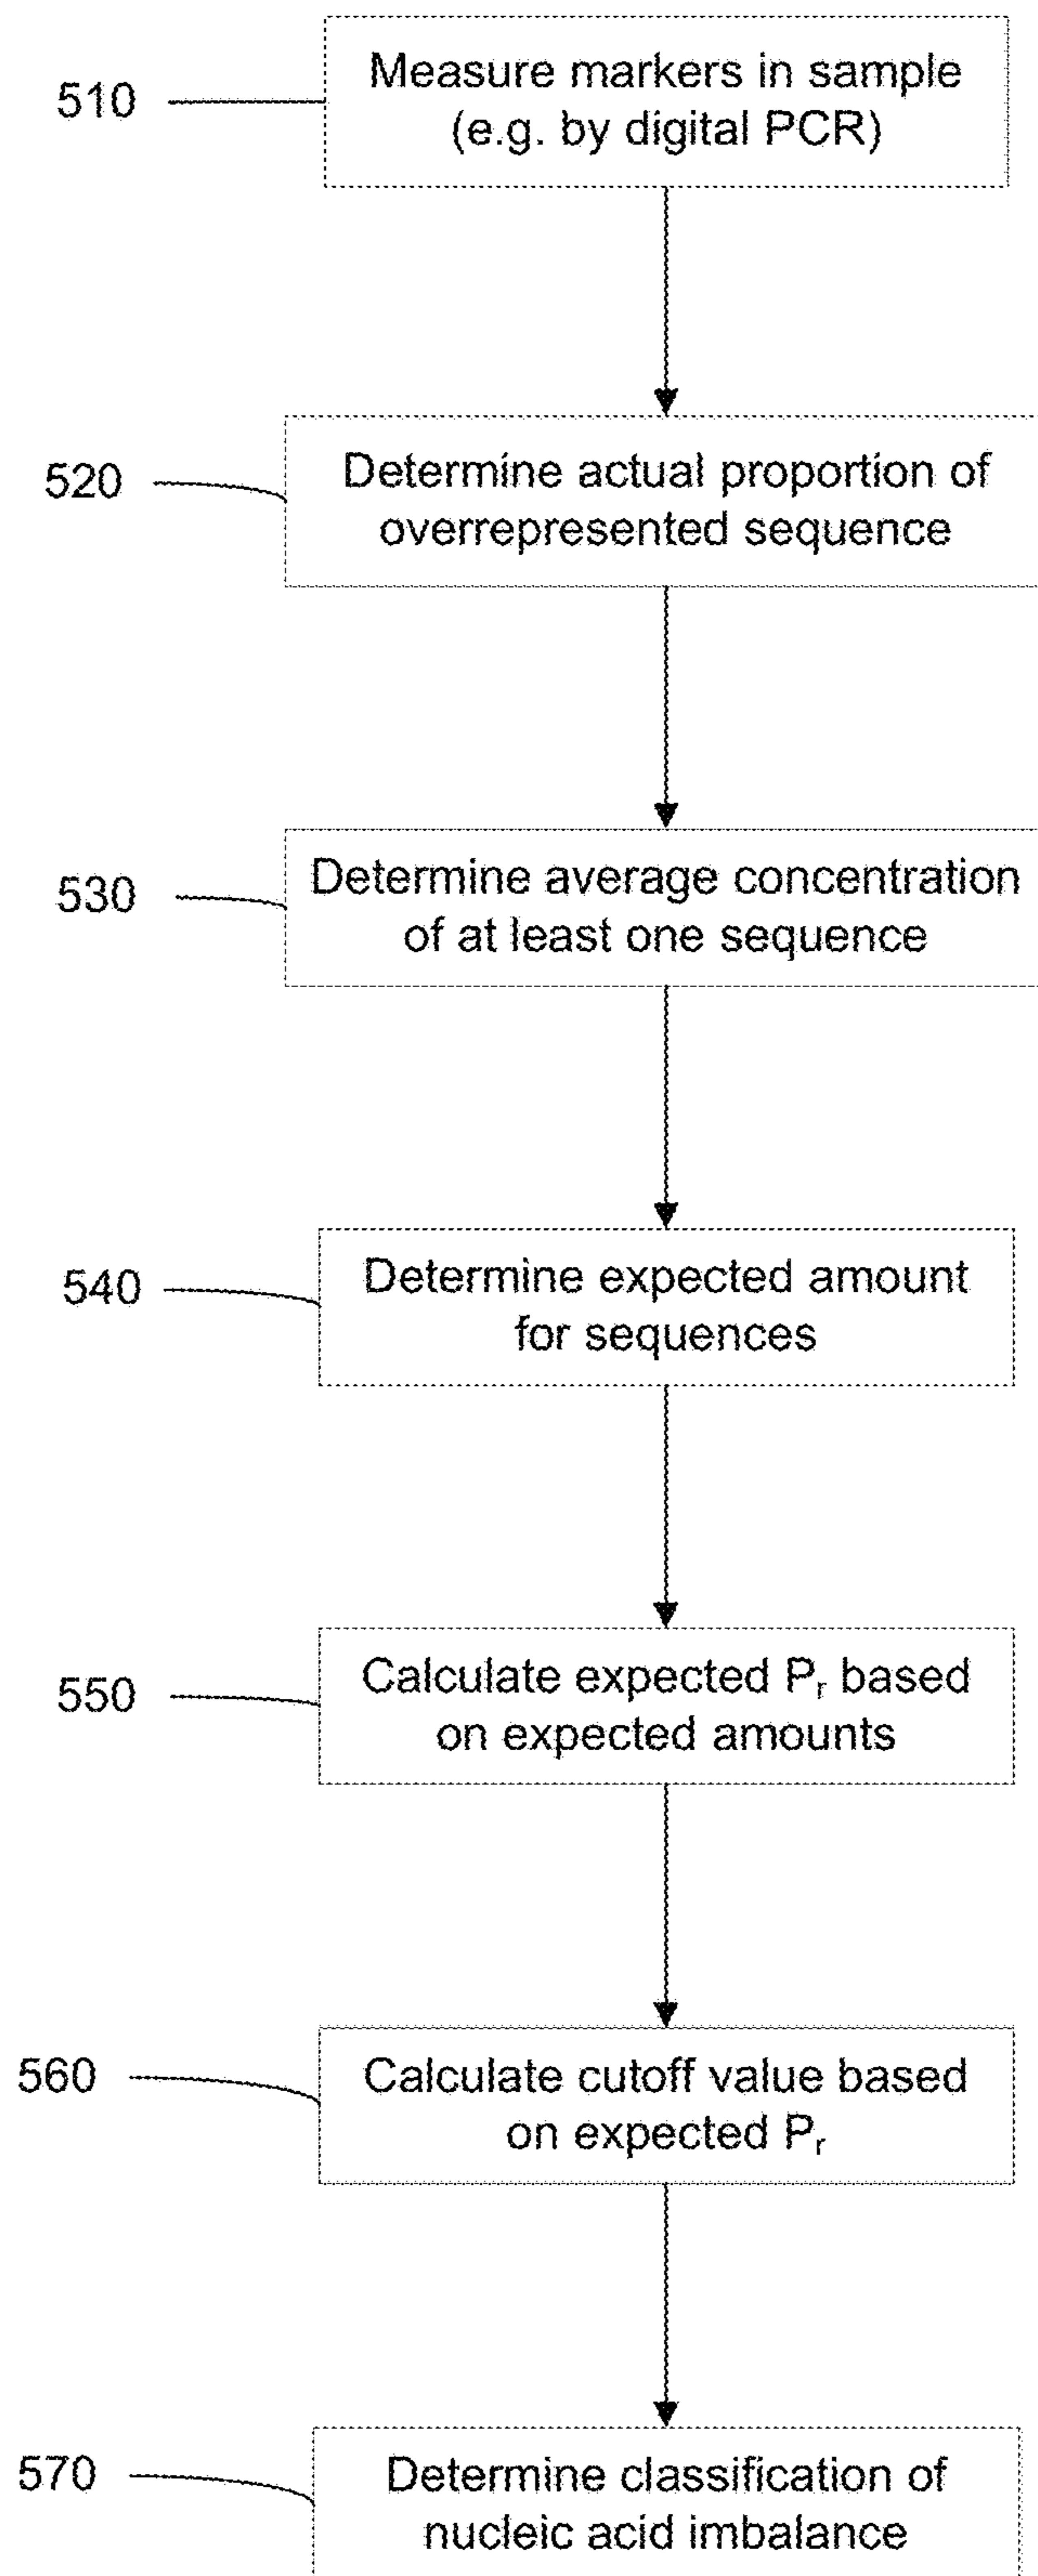 510
Measure markers in sample
(e.g. by digital PCR)
520
Determine actual proportion of
overrepresented sequence
530
Determine average concentration
of at least one sequence
540
Determine expected amount
for sequences
550
Calculate expected Pr based
on expected amounts
560
Calculate cutoff value based
on expected Pr
570
Determine classification of
nucleic acid imbalance